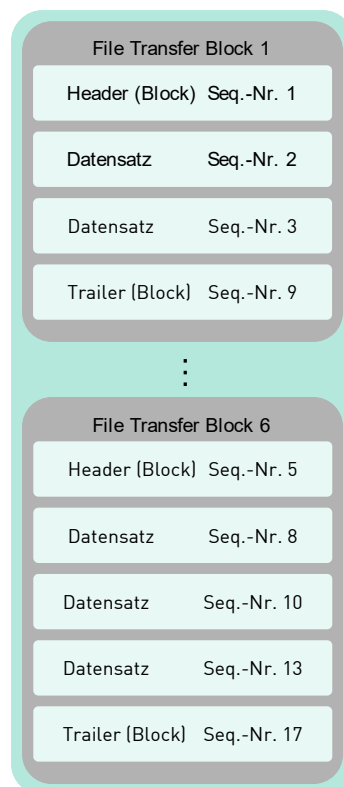 File Transfer Block 1
Header (Block) Seq.-Nr. 1
Datensatz Seq.-Nr. 2
Datensatz Seq.-Nr. 3
Trailer (Block) Seq.-Nr. 9
⋮
File Transfer Block 6
Header (Block) Seq.-Nr. 5
Datensatz Seq.-Nr. 8
Datensatz Seq.-Nr. 10
Datensatz Seq.-Nr. 13
Trailer (Block) Seq.-Nr. 17